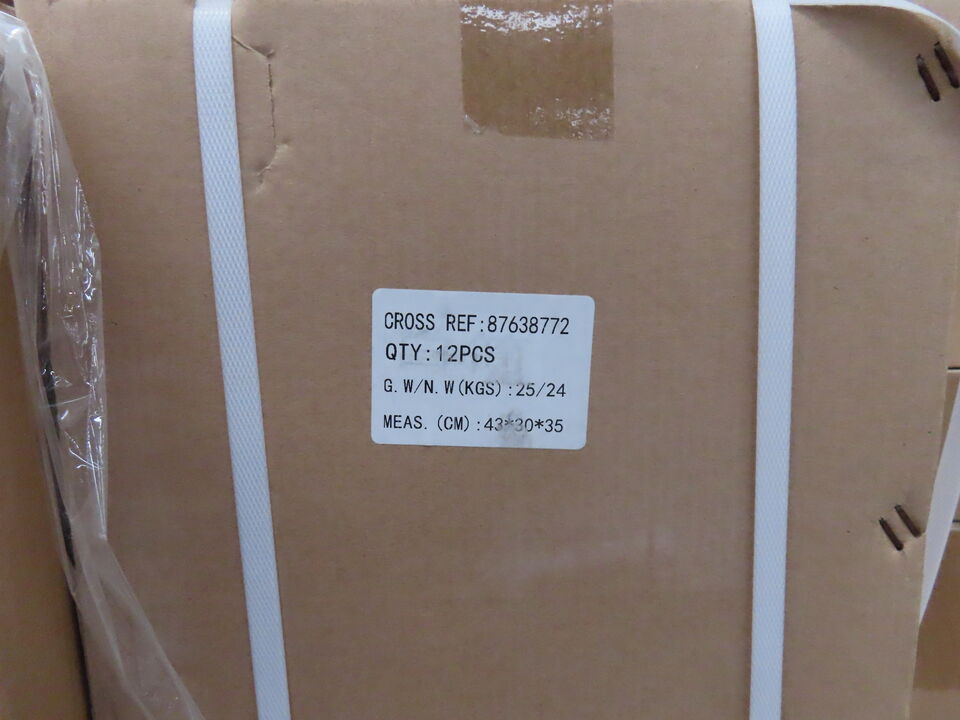 CROSS REF:87638772
QTY:12PCS
G.W/N.W(KGS):25/24
MEAS.(CM):43*30*35